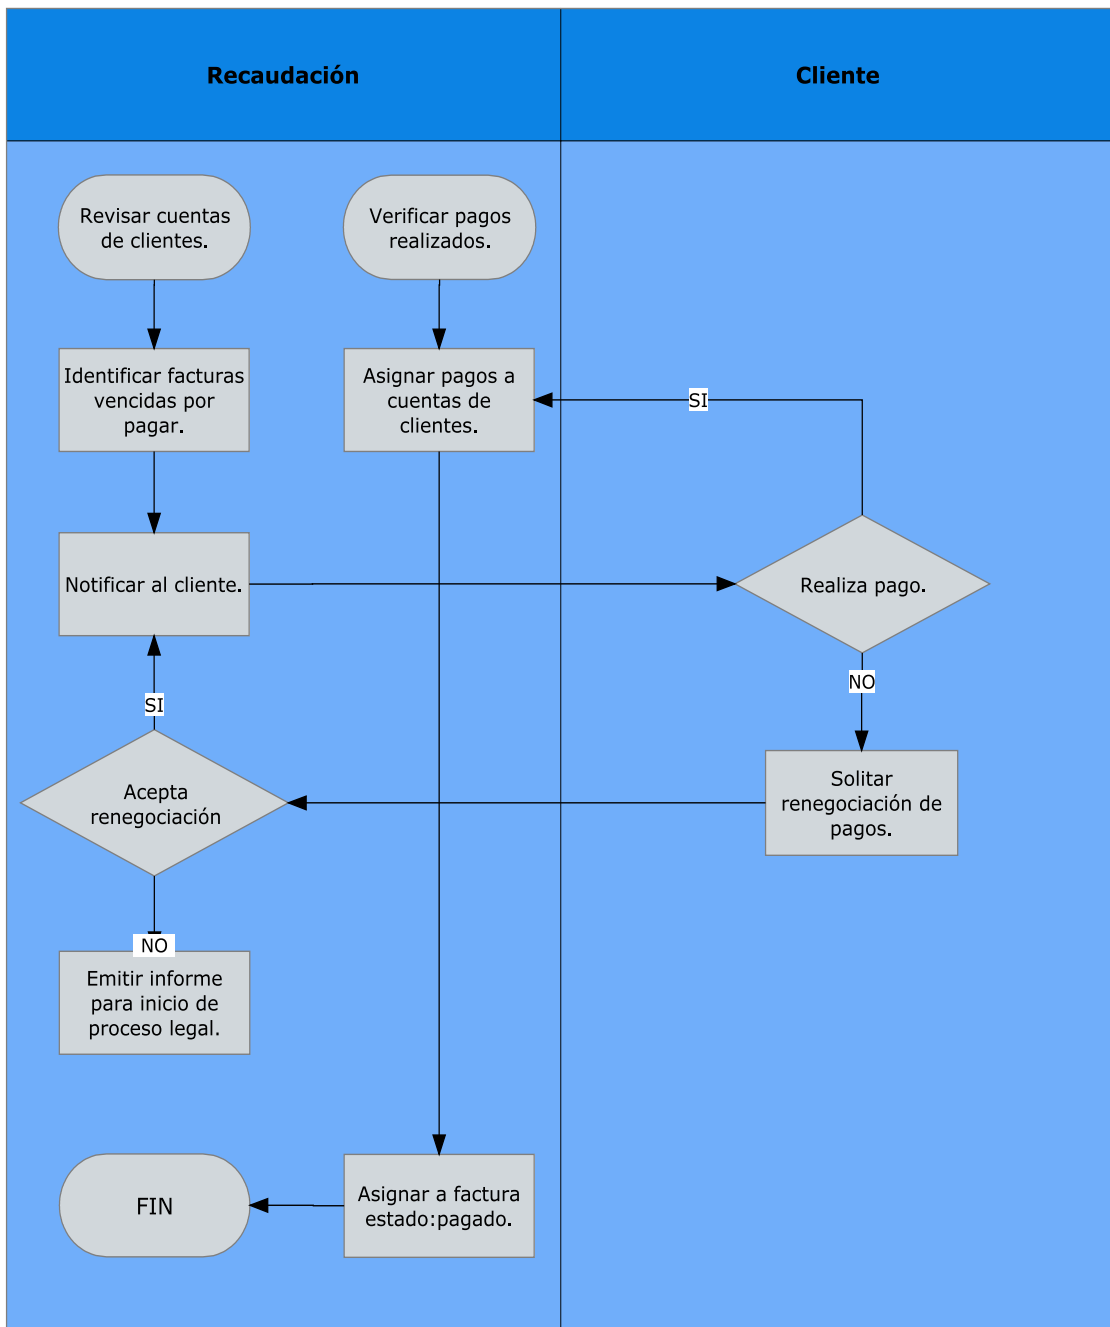 Recaudación
Cliente
Revisar cuentas
de clientes.
Verificar pagos
realizados.
Identificar facturas
vencidas por
pagar.
Asignar pagos a
cuentas de
clientes.
SI
Notificar al cliente.
Realiza pago.
NO
SI
Acepta
renegociación
Solitar
renegociación de
pagos.
NO
Emitir informe
para inicio de
proceso legal.
FIN
Asignar a factura
estado:pagado.